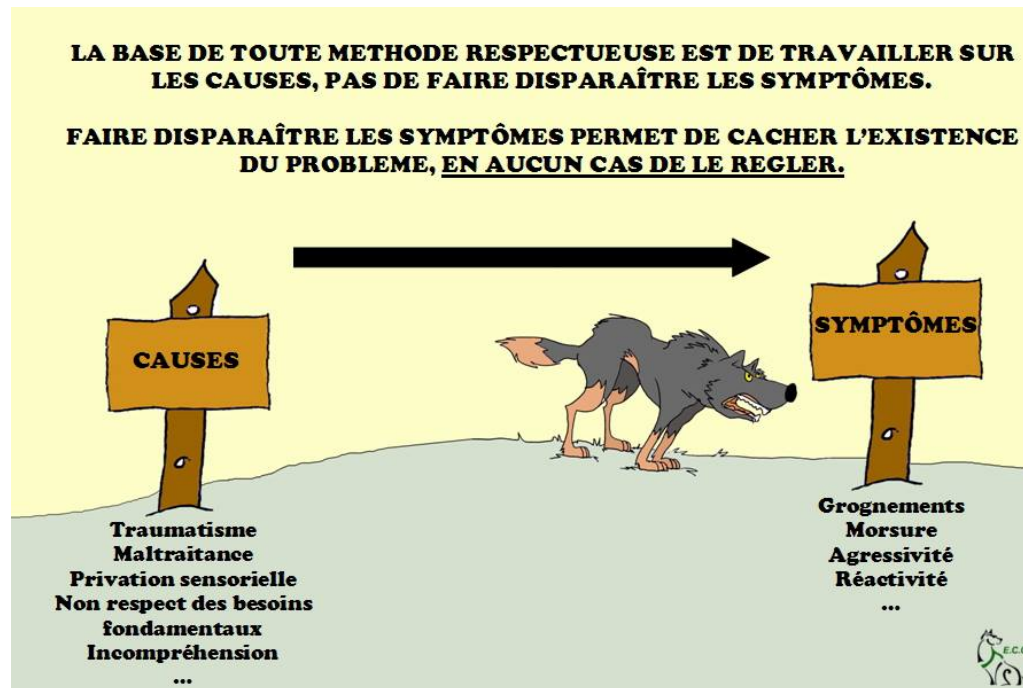 LA BASE DE TOUTE METHODE RESPECTUEUSE EST DE TRAVAILLER SUR
LES CAUSES, PAS DE FAIRE DISPARAÎTRE LES SYMPTÔMES.
FAIRE DISPARAÎTRE LES SYMPTÔMES PERMET DE CACHER L'EXISTENCE
DU PROBLEME, EN AUCUN CAS DE LE REGLER.
CAUSES
Traumatisme
Maltraitance
Privation sensorielle
Non respect des besoins
fondamentaux
Incompréhension
...
SYMPTÔMES
Grognements
Morsure
Agressivité
Réactivité
...